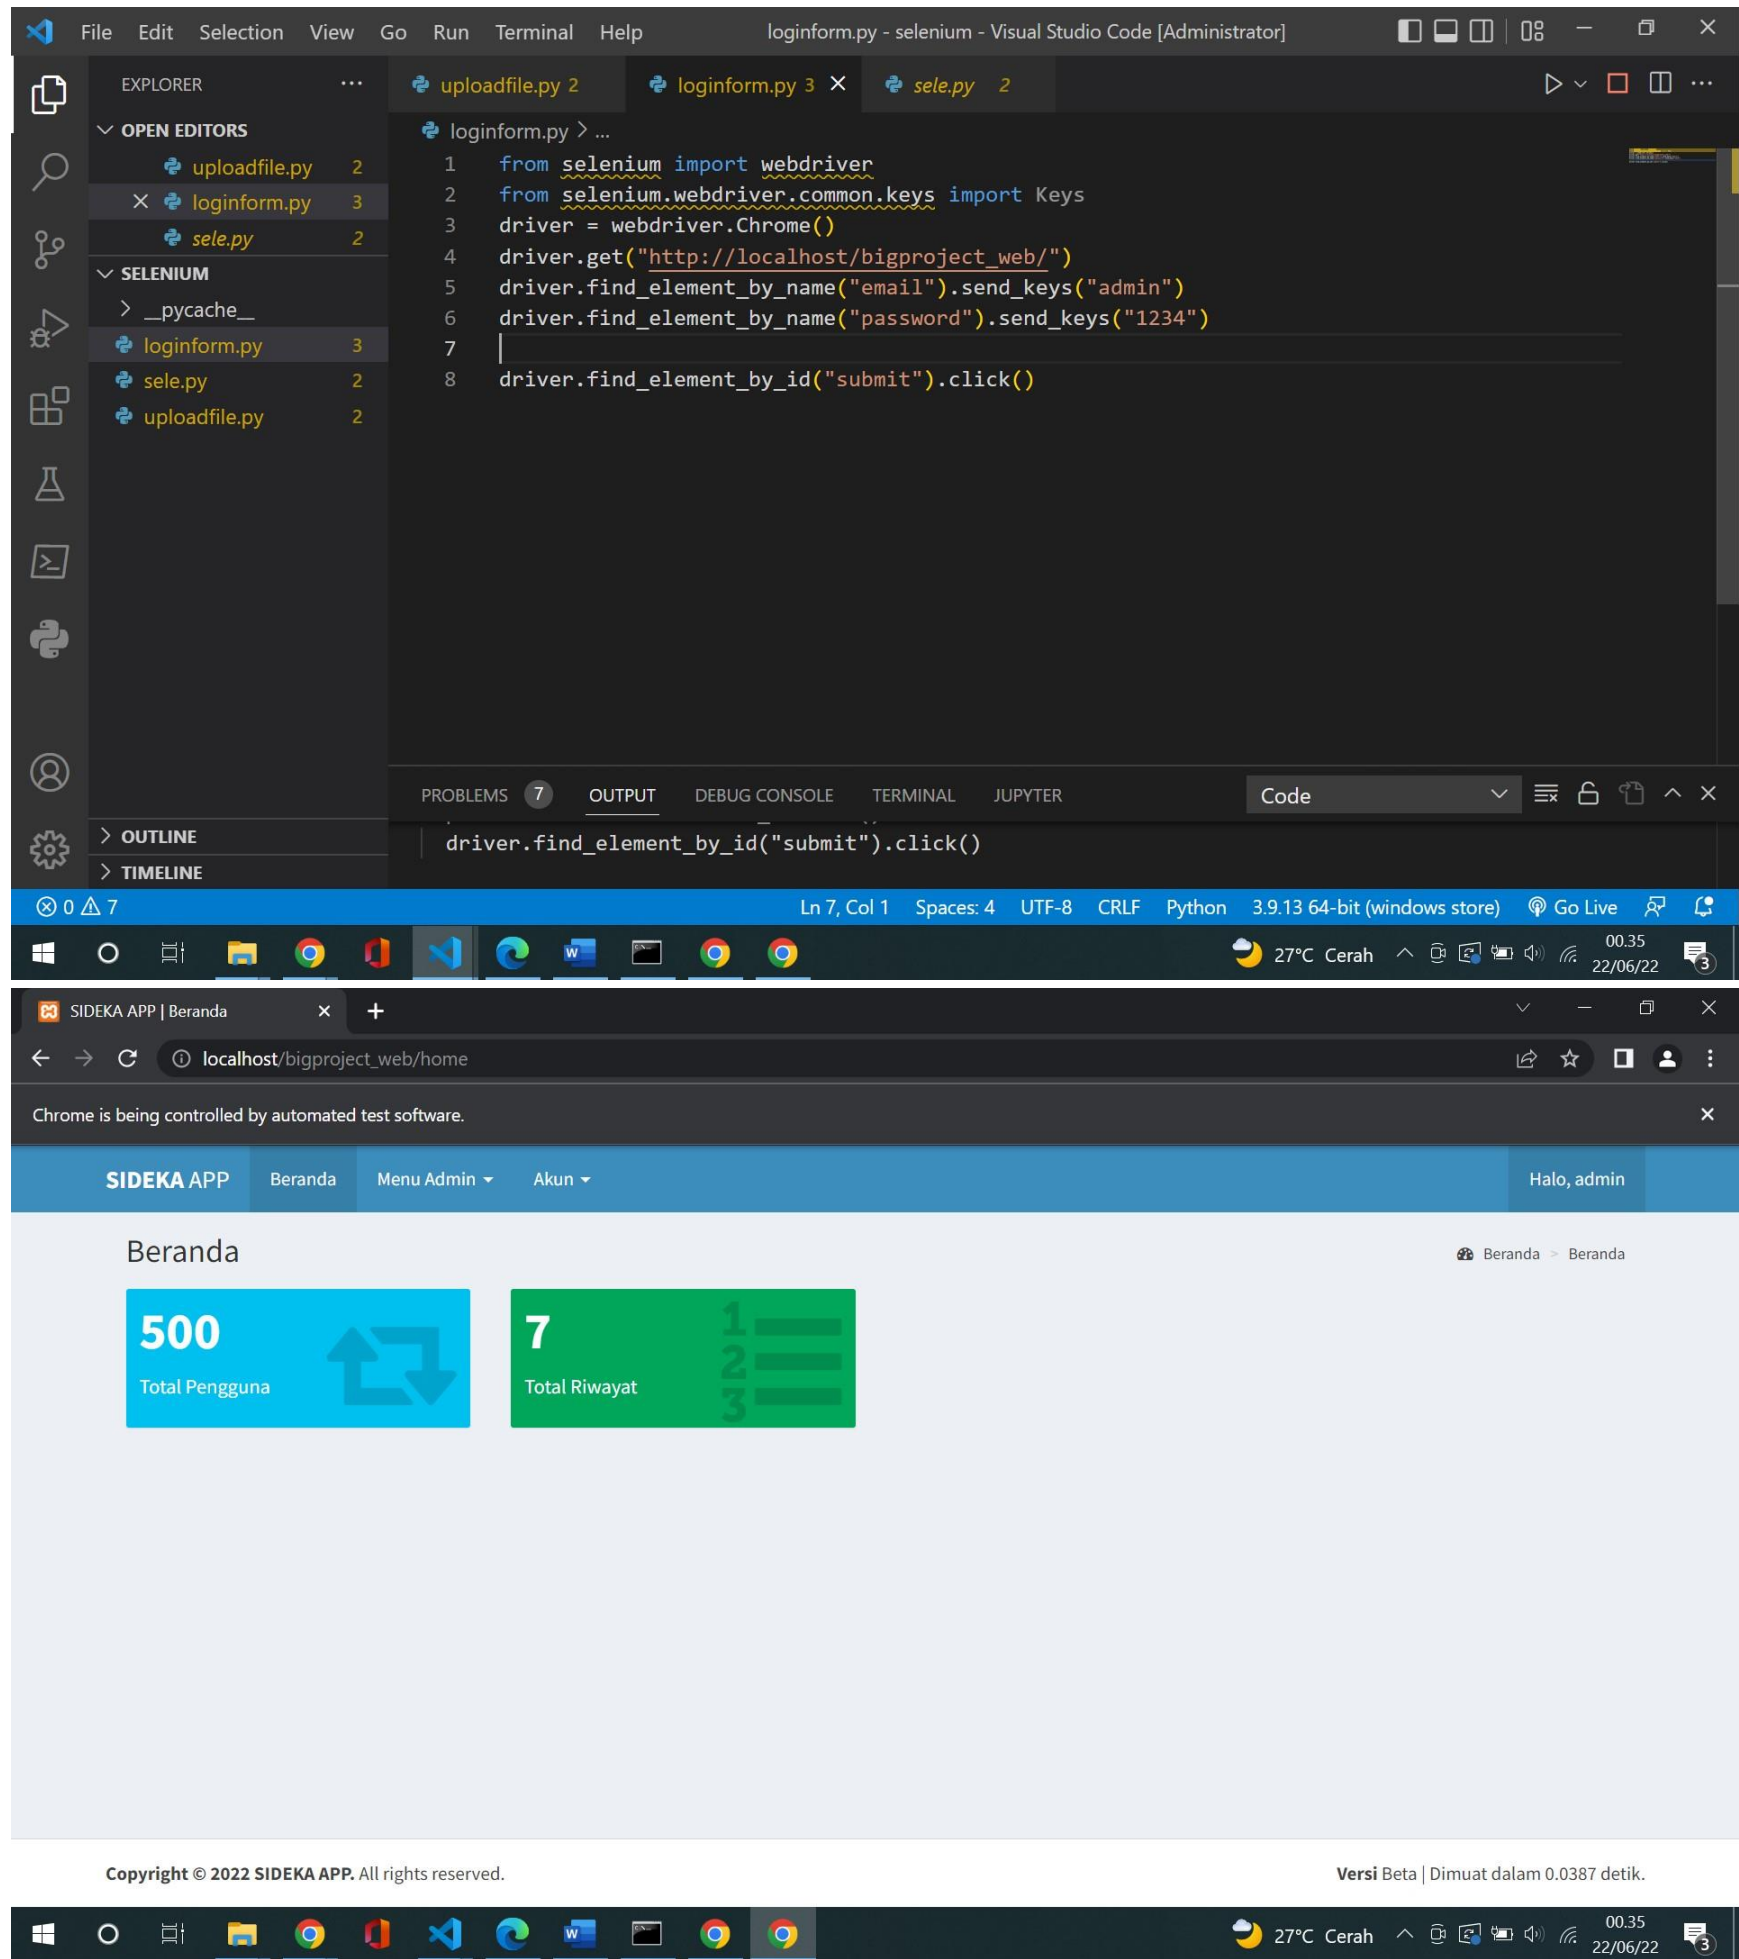 File Edit Selection View Go Run Terminal Help loginform.py - selenium - Visual Studio Code [Administrator]
EXPLORER ...
uploadfile.py 2 loginform.py 3 sele.py 2
OPEN EDITORS
uploadfile.py 2
loginform.py 3
sele.py 2
SELENIUM
__pycache__
loginform.py 3
sele.py 2
uploadfile.py 2
OUTLINE
TIMELINE
loginform.py > ...
1 from selenium import webdriver
2 from selenium.webdriver.common.keys import Keys
3 driver = webdriver.Chrome()
4 driver.get("http://localhost/bigproject_web/")
5 driver.find_element_by_name("email").send_keys("admin")
6 driver.find_element_by_name("password").send_keys("1234")
7
8 driver.find_element_by_id("submit").click()
PROBLEMS 7 OUTPUT DEBUG CONSOLE TERMINAL JUPYTER Code
driver.find_element_by_id("submit").click()
0 7 Ln 7, Col 1 Spaces: 4 UTF-8 CRLF Python 3.9.13 64-bit (windows store) Go Live
27°C Cerah 00.35
22/06/22 3
SIDEKA APP | Beranda
localhost/bigproject_web/home
Chrome is being controlled by automated test software.
SIDEKA APP Beranda Menu Admin Akun Halo, admin
Beranda Beranda > Beranda
500 7
Total Pengguna Total Riwayat
Copyright © 2022 SIDEKA APP. All rights reserved. Versi Beta | Dimuat dalam 0.0387 detik.
27°C Cerah 00.35
22/06/22 3